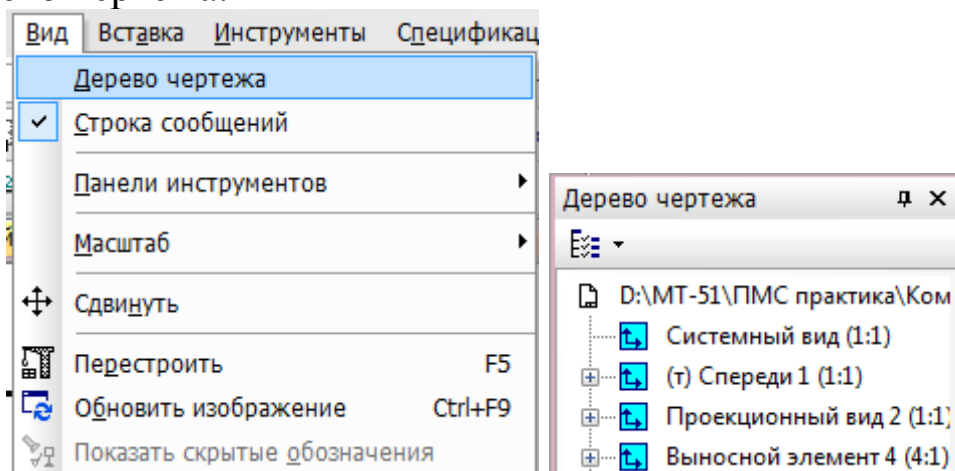 Вид Вставка Инструменты
Дерево чертежа
Строка сообщений
Панели инструментов
Масштаб
Сдвинуть
Перестроить F5
Обновить изображение Ctrl+F9
Показать скрытые обозначения
Дерево чертежа
D:\МТ-51\ПМС практика\Ком
Системный вид (1:1)
(т) Спереди 1 (1:1)
Проекционный вид 2 (1:1)
Выносной элемент 4 (4:1)